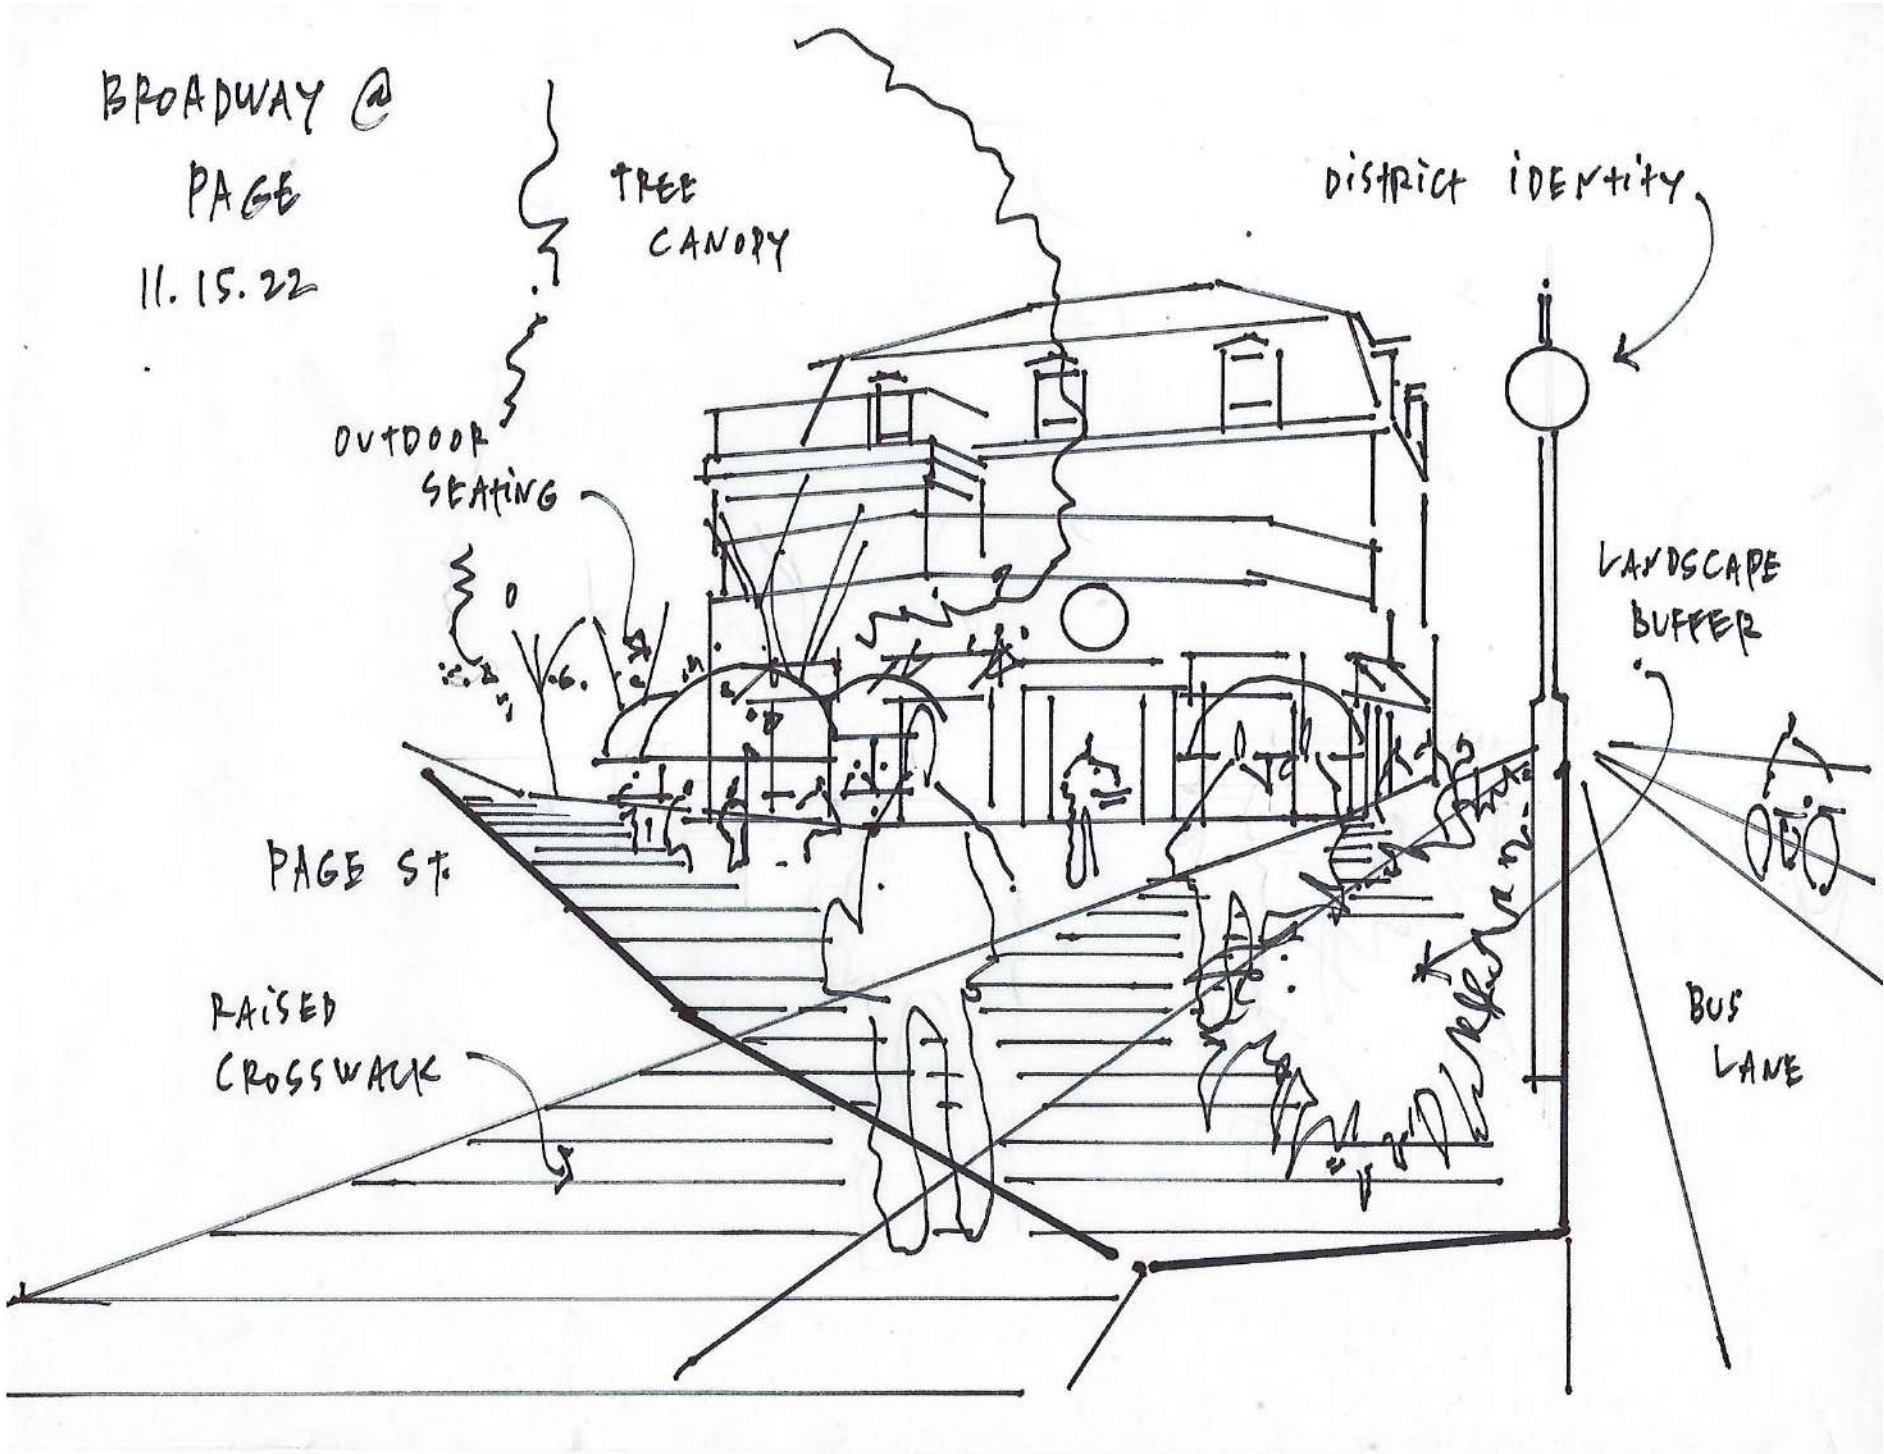 BROADWAY @
PAGE
11.15.22
TREE
CANOPY
DISTRICT IDENTITY
OUTDOOR
SEATING
LANDSCAPE
BUFFER
PAGE ST.
RAISED
CROSSWALK
BUS
LANE